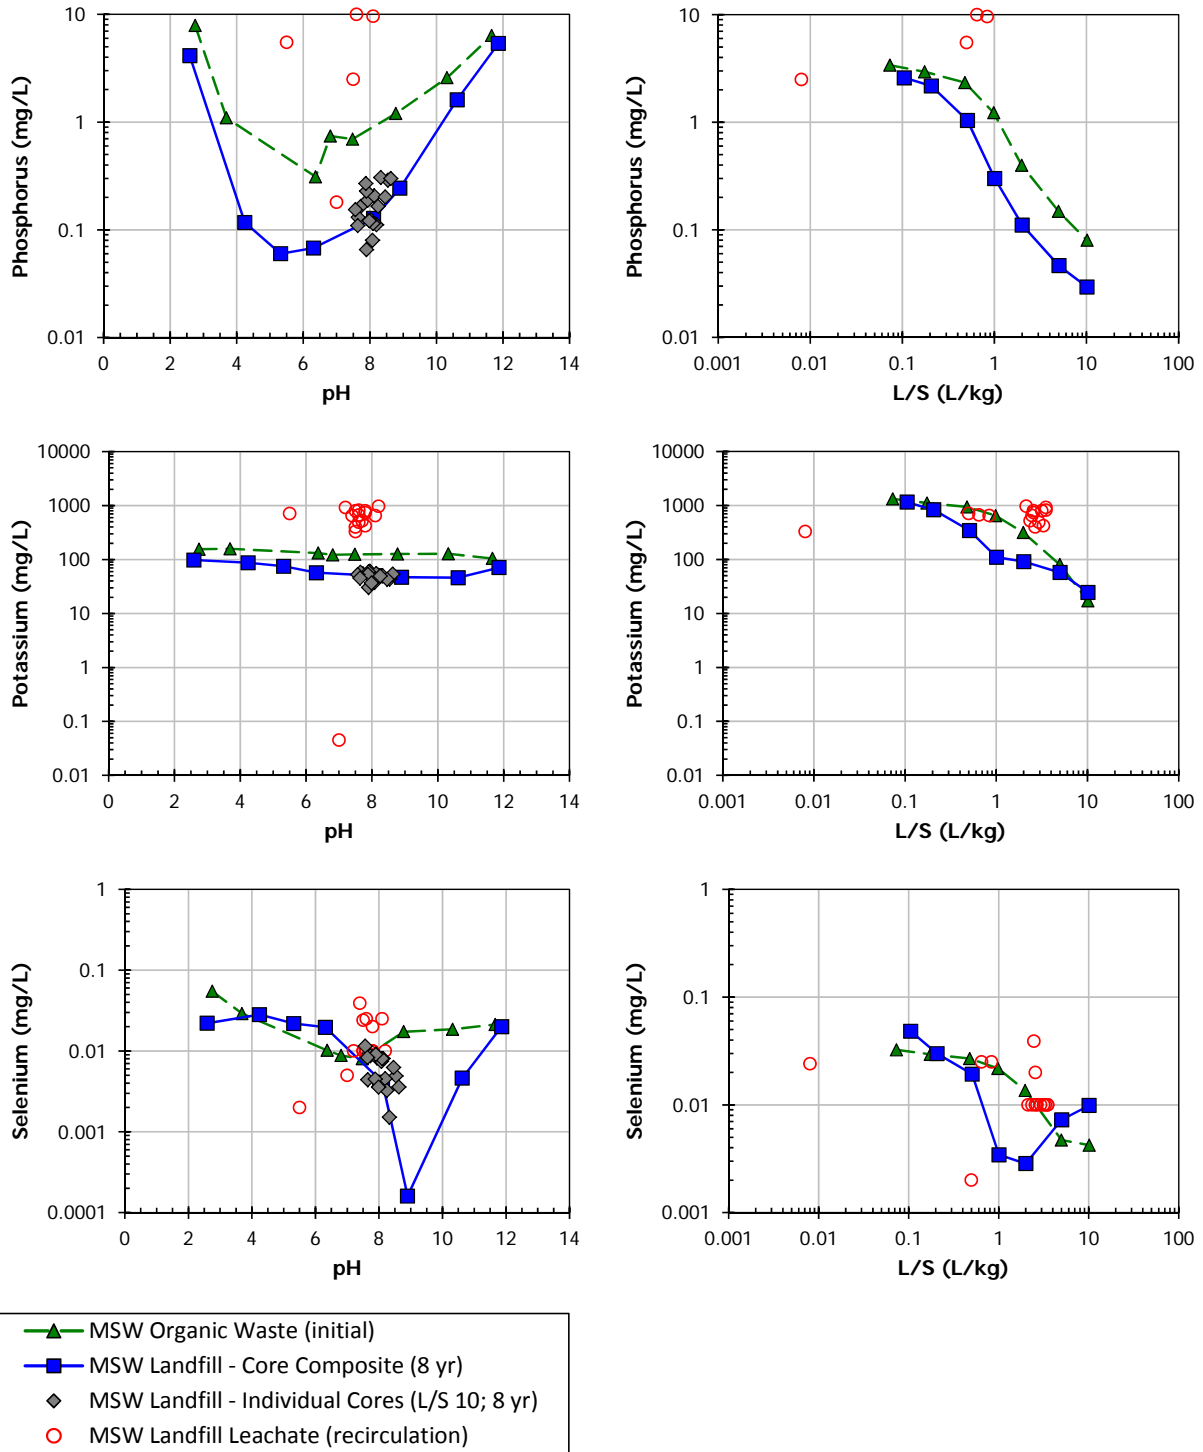 10
1
0.1
0.01
Phosphorus (mg/L)
0 2 4 6 8 10 12 14
pH
10
1
0.1
0.01
Phosphorus (mg/L)
0.001 0.01 0.1 1 10 100
L/S (L/kg)
10000
1000
100
10
1
0.1
0.01
Potassium (mg/L)
0 2 4 6 8 10 12 14
pH
10000
1000
100
10
1
0.1
0.01
Potassium (mg/L)
0.001 0.01 0.1 1 10 100
L/S (L/kg)
1
0.1
0.01
0.001
0.0001
Selenium (mg/L)
0 2 4 6 8 10 12 14
pH
1
0.1
0.01
0.001
Selenium (mg/L)
0.001 0.01 0.1 1 10 100
L/S (L/kg)
MSW Organic Waste (initial)
MSW Landfill - Core Composite (8 yr)
MSW Landfill - Individual Cores (L/S 10; 8 yr)
MSW Landfill Leachate (recirculation)